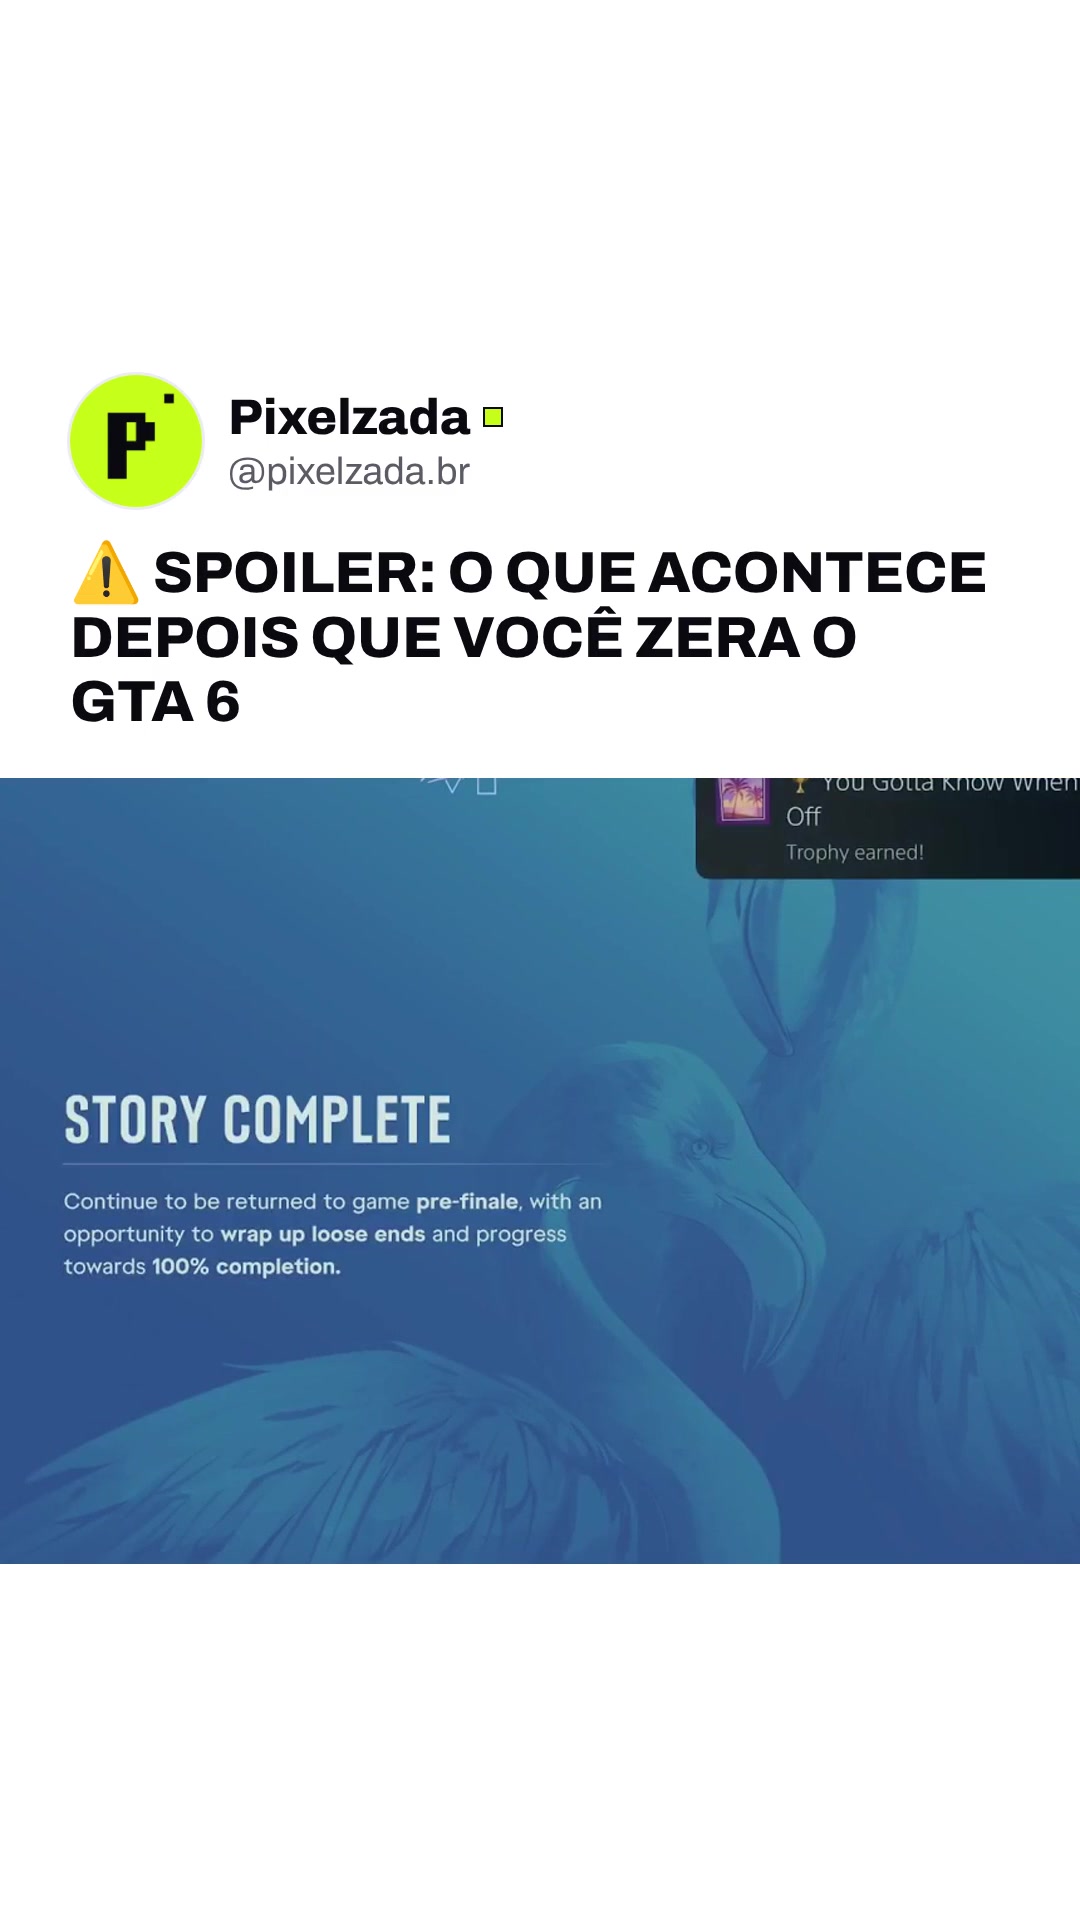 Pixelzada
@pixelzada.br
⚠️ SPOILER: O QUE ACONTECE
DEPOIS QUE VOCÊ ZERA O
GTA 6
You Gotta Know When
Off
Trophy earned!
STORY COMPLETE
Continue to be returned to game pre-finale, with an
opportunity to wrap up loose ends and progress
towards 100% completion.